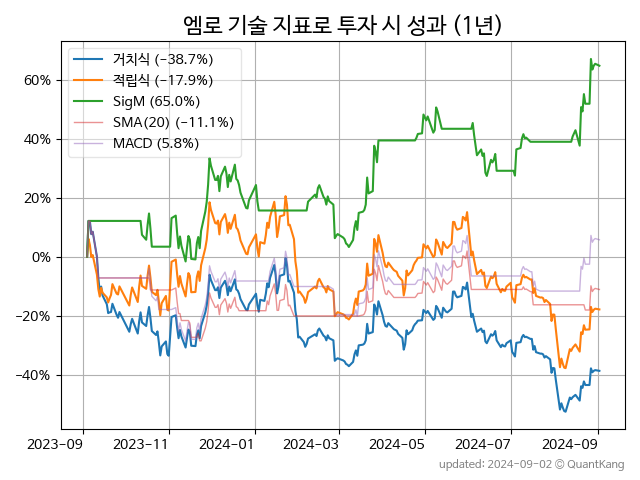 엠로 기술 지표로 투자 시 성과 (1년)
거치식 (−38.7%)
적립식 (−17.9%)
SigM (65.0%)
SMA(20) (−11.1%)
MACD (5.8%)
60%
40%
20%
0%
−20%
−40%
2023-09 2023-11 2024-01 2024-03 2024-05 2024-07 2024-09
updated: 2024-09-02 © QuantKang